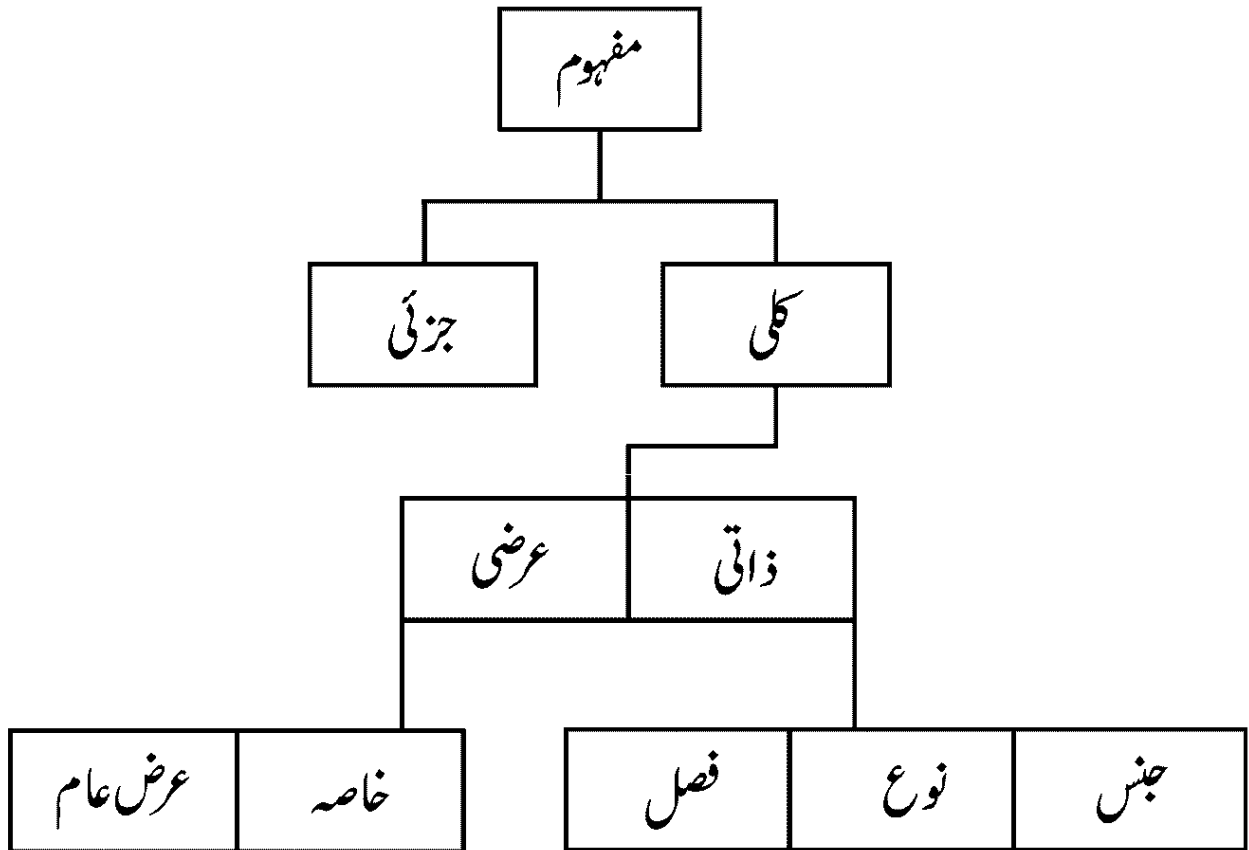 مفہوم
کلی
جزئی
ذاتی
عرضی
جنس
نوع
فصل
خاصہ
عرض عام